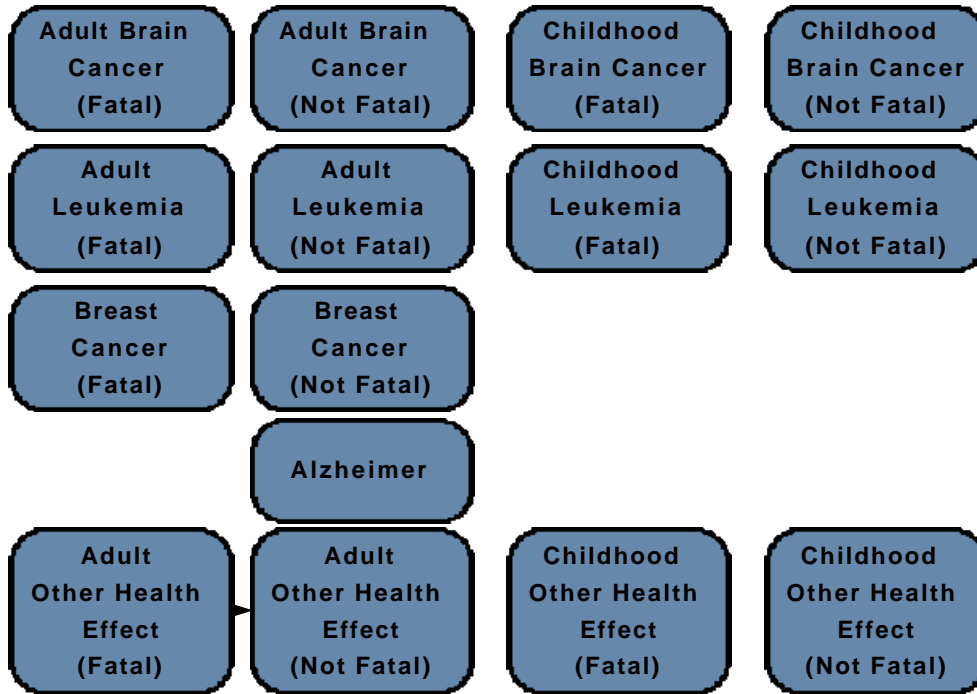 Adult Brain
Cancer
(Fatal)
Adult Brain
Cancer
(Not Fatal)
Childhood
Brain Cancer
(Fatal)
Childhood
Brain Cancer
(Not Fatal)
Adult
Leukemia
(Fatal)
Adult
Leukemia
(Not Fatal)
Childhood
Leukemia
(Fatal)
Childhood
Leukemia
(Not Fatal)
Breast
Cancer
(Fatal)
Breast
Cancer
(Not Fatal)
Alzheimer
Adult
Other Health
Effect
(Fatal)
Adult
Other Health
Effect
(Not Fatal)
Childhood
Other Health
Effect
(Fatal)
Childhood
Other Health
Effect
(Not Fatal)